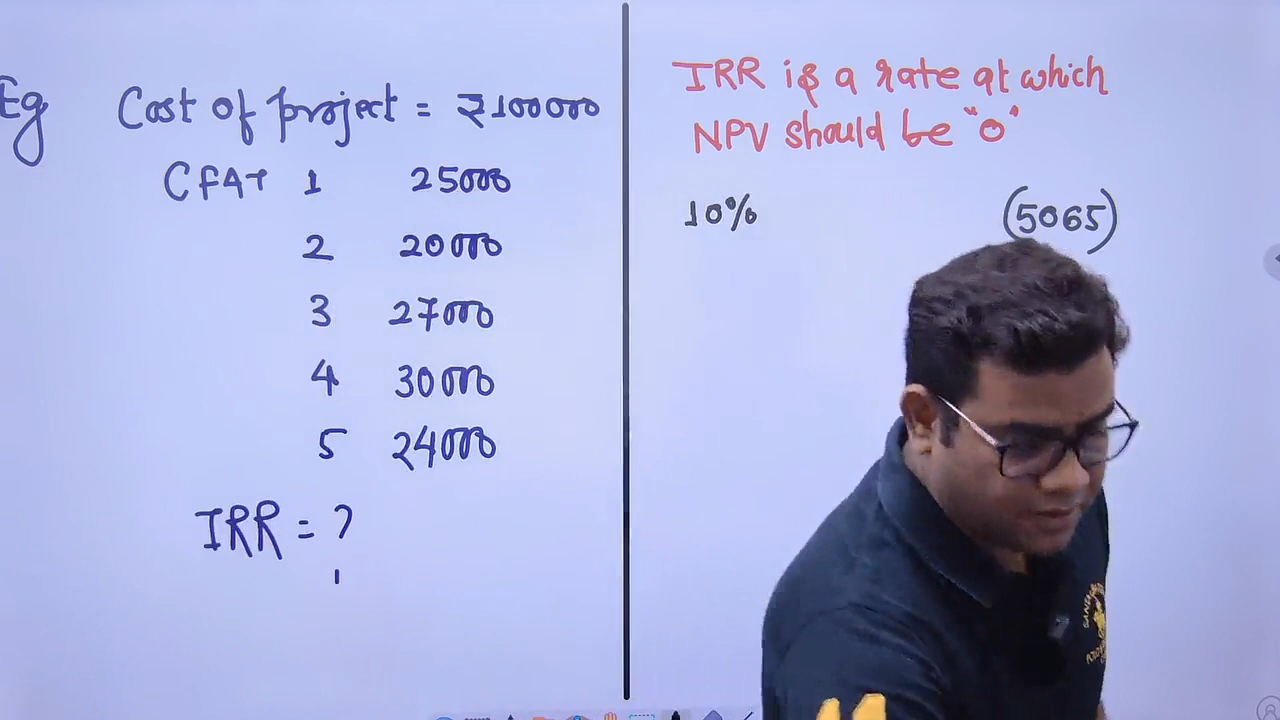 Eg Cost of project = ₹100000
CFAT 1 25000
2 20000
3 27000
4 30000
5 24000
IRR = ?
IRR is a rate at which
NPV should be "0"
10% (5065)